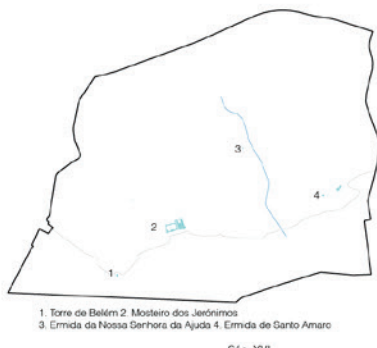 3
4
2
1
1. Torre de Belém 2. Mosteiro dos Jerónimos
3. Ermida da Nossa Senhora da Ajuda 4. Ermida de Santo Amaro